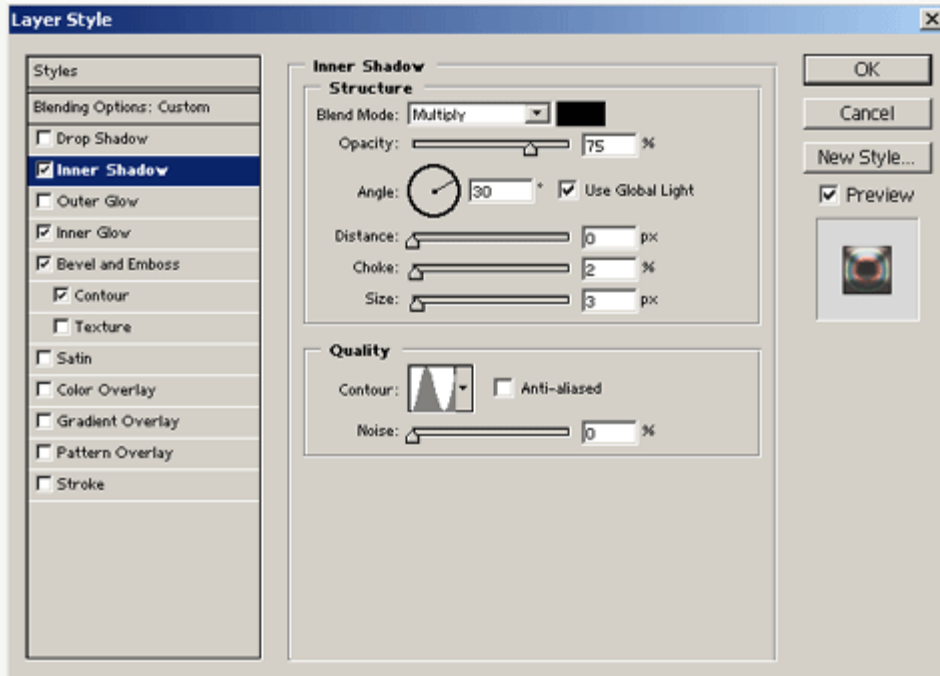 Layer Style
Styles
Blending Options: Custom
Drop Shadow
Inner Shadow
Outer Glow
Inner Glow
Bevel and Emboss
Contour
Texture
Satin
Color Overlay
Gradient Overlay
Pattern Overlay
Stroke
Inner Shadow
Structure
Blend Mode: Multiply
Opacity: 75 %
Angle: 30 ° Use Global Light
Distance: 0 px
Choke: 2 %
Size: 3 px
Quality
Contour: Anti-aliased
Noise: 0 %
OK
Cancel
New Style...
Preview